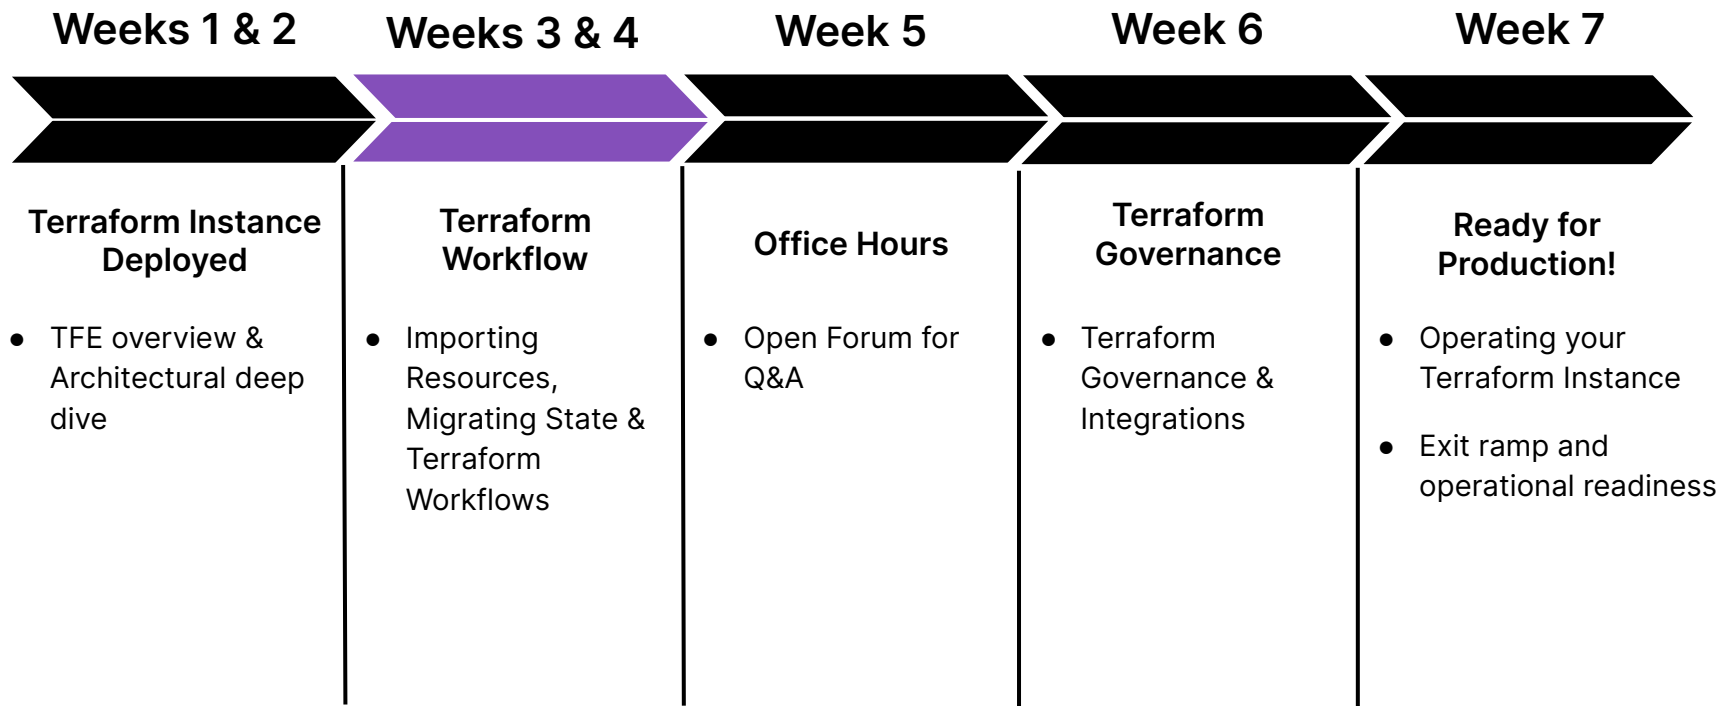 Weeks 1 & 2
Weeks 3 & 4
Week 5
Week 6
Week 7
Terraform Instance
Deployed
● TFE overview &
Architectural deep
dive
Terraform
Workflow
● Importing
Resources,
Migrating State &
Terraform
Workflows
Office Hours
● Open Forum for
Q&A
Terraform
Governance
● Terraform
Governance &
Integrations
Ready for
Production!
● Operating your
Terraform Instance
● Exit ramp and
operational readiness